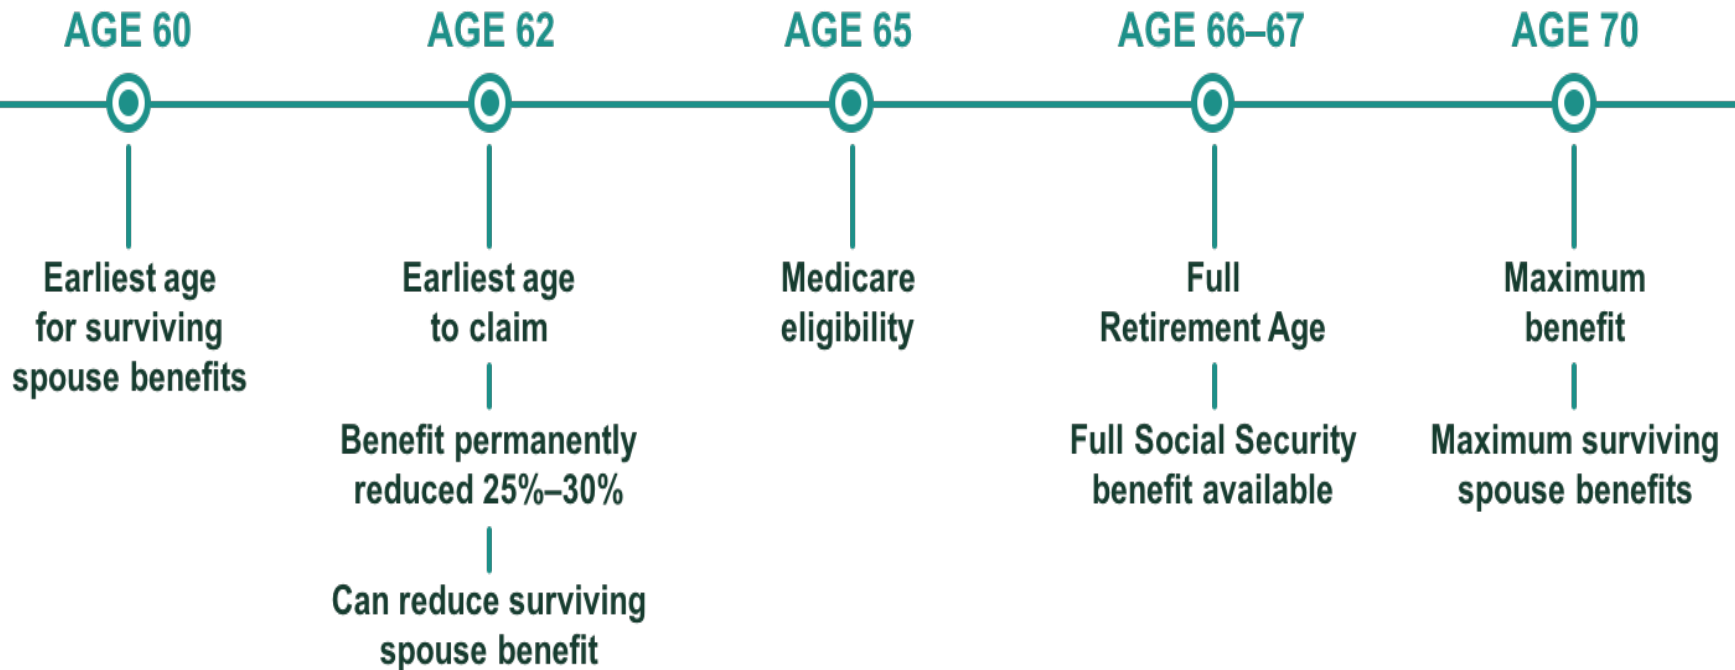 AGE 60
Earliest age
for surviving
spouse benefits
AGE 62
Earliest age
to claim
Benefit permanently
reduced 25%–30%
Can reduce surviving
spouse benefit
AGE 65
Medicare
eligibility
AGE 66–67
Full
Retirement Age
Full Social Security
benefit available
AGE 70
Maximum
benefit
Maximum surviving
spouse benefits